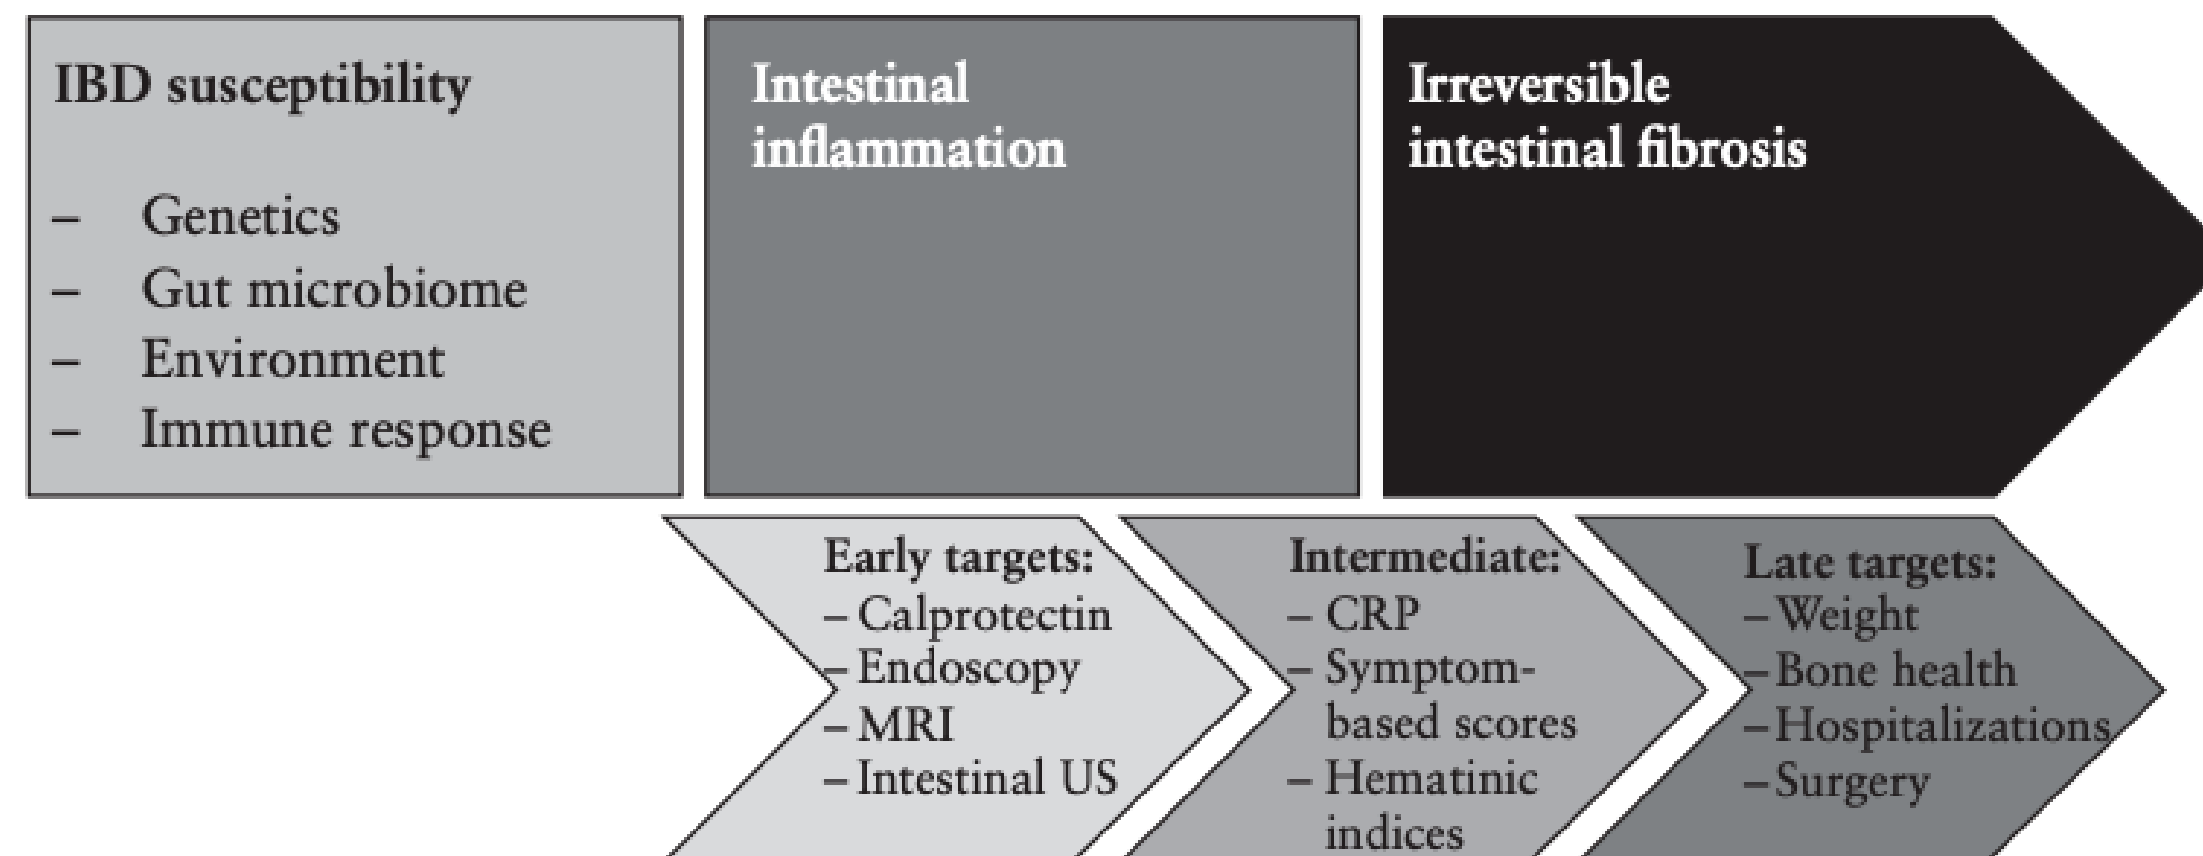 IBD susceptibility
– Genetics
– Gut microbiome
– Environment
– Immune response
Intestinal
inflammation
Irreversible
intestinal fibrosis
Early targets:
– Calprotectin
– Endoscopy
– MRI
– Intestinal US
Intermediate:
– CRP
– Symptom-
based scores
– Hematinic
indices
Late targets:
– Weight
– Bone health
– Hospitalizations
– Surgery